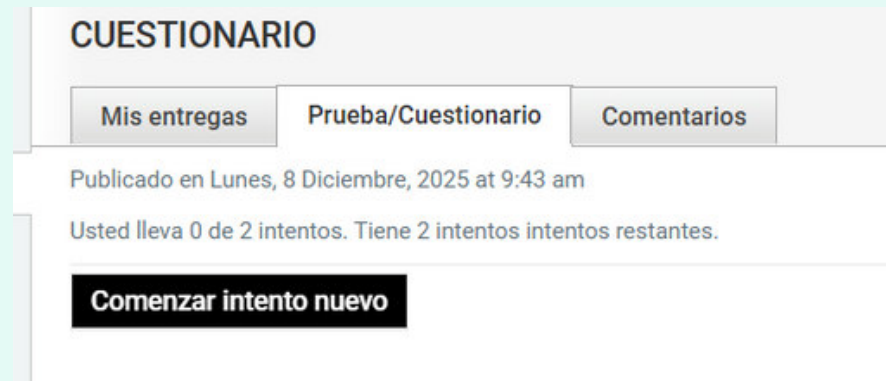 CUESTIONARIO
Mis entregas Prueba/Cuestionario Comentarios
Publicado en Lunes, 8 Diciembre, 2025 at 9:43 am
Usted lleva 0 de 2 intentos. Tiene 2 intentos intentos restantes.
Comenzar intento nuevo